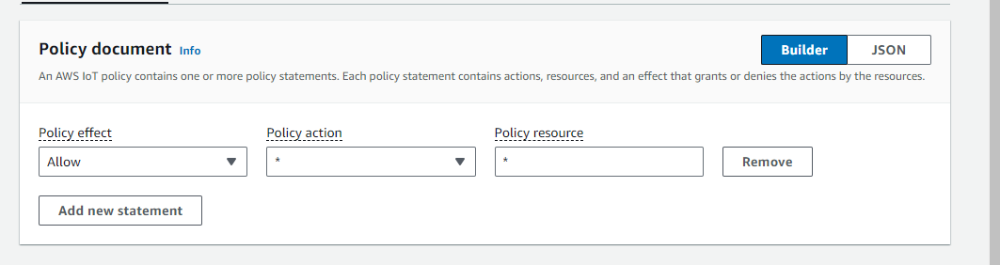 Policy document Info
Builder JSON
An AWS IoT policy contains one or more policy statements. Each policy statement contains actions, resources, and an effect that grants or denies the actions by the resources.
Policy effect Policy action Policy resource
Allow * * Remove
Add new statement